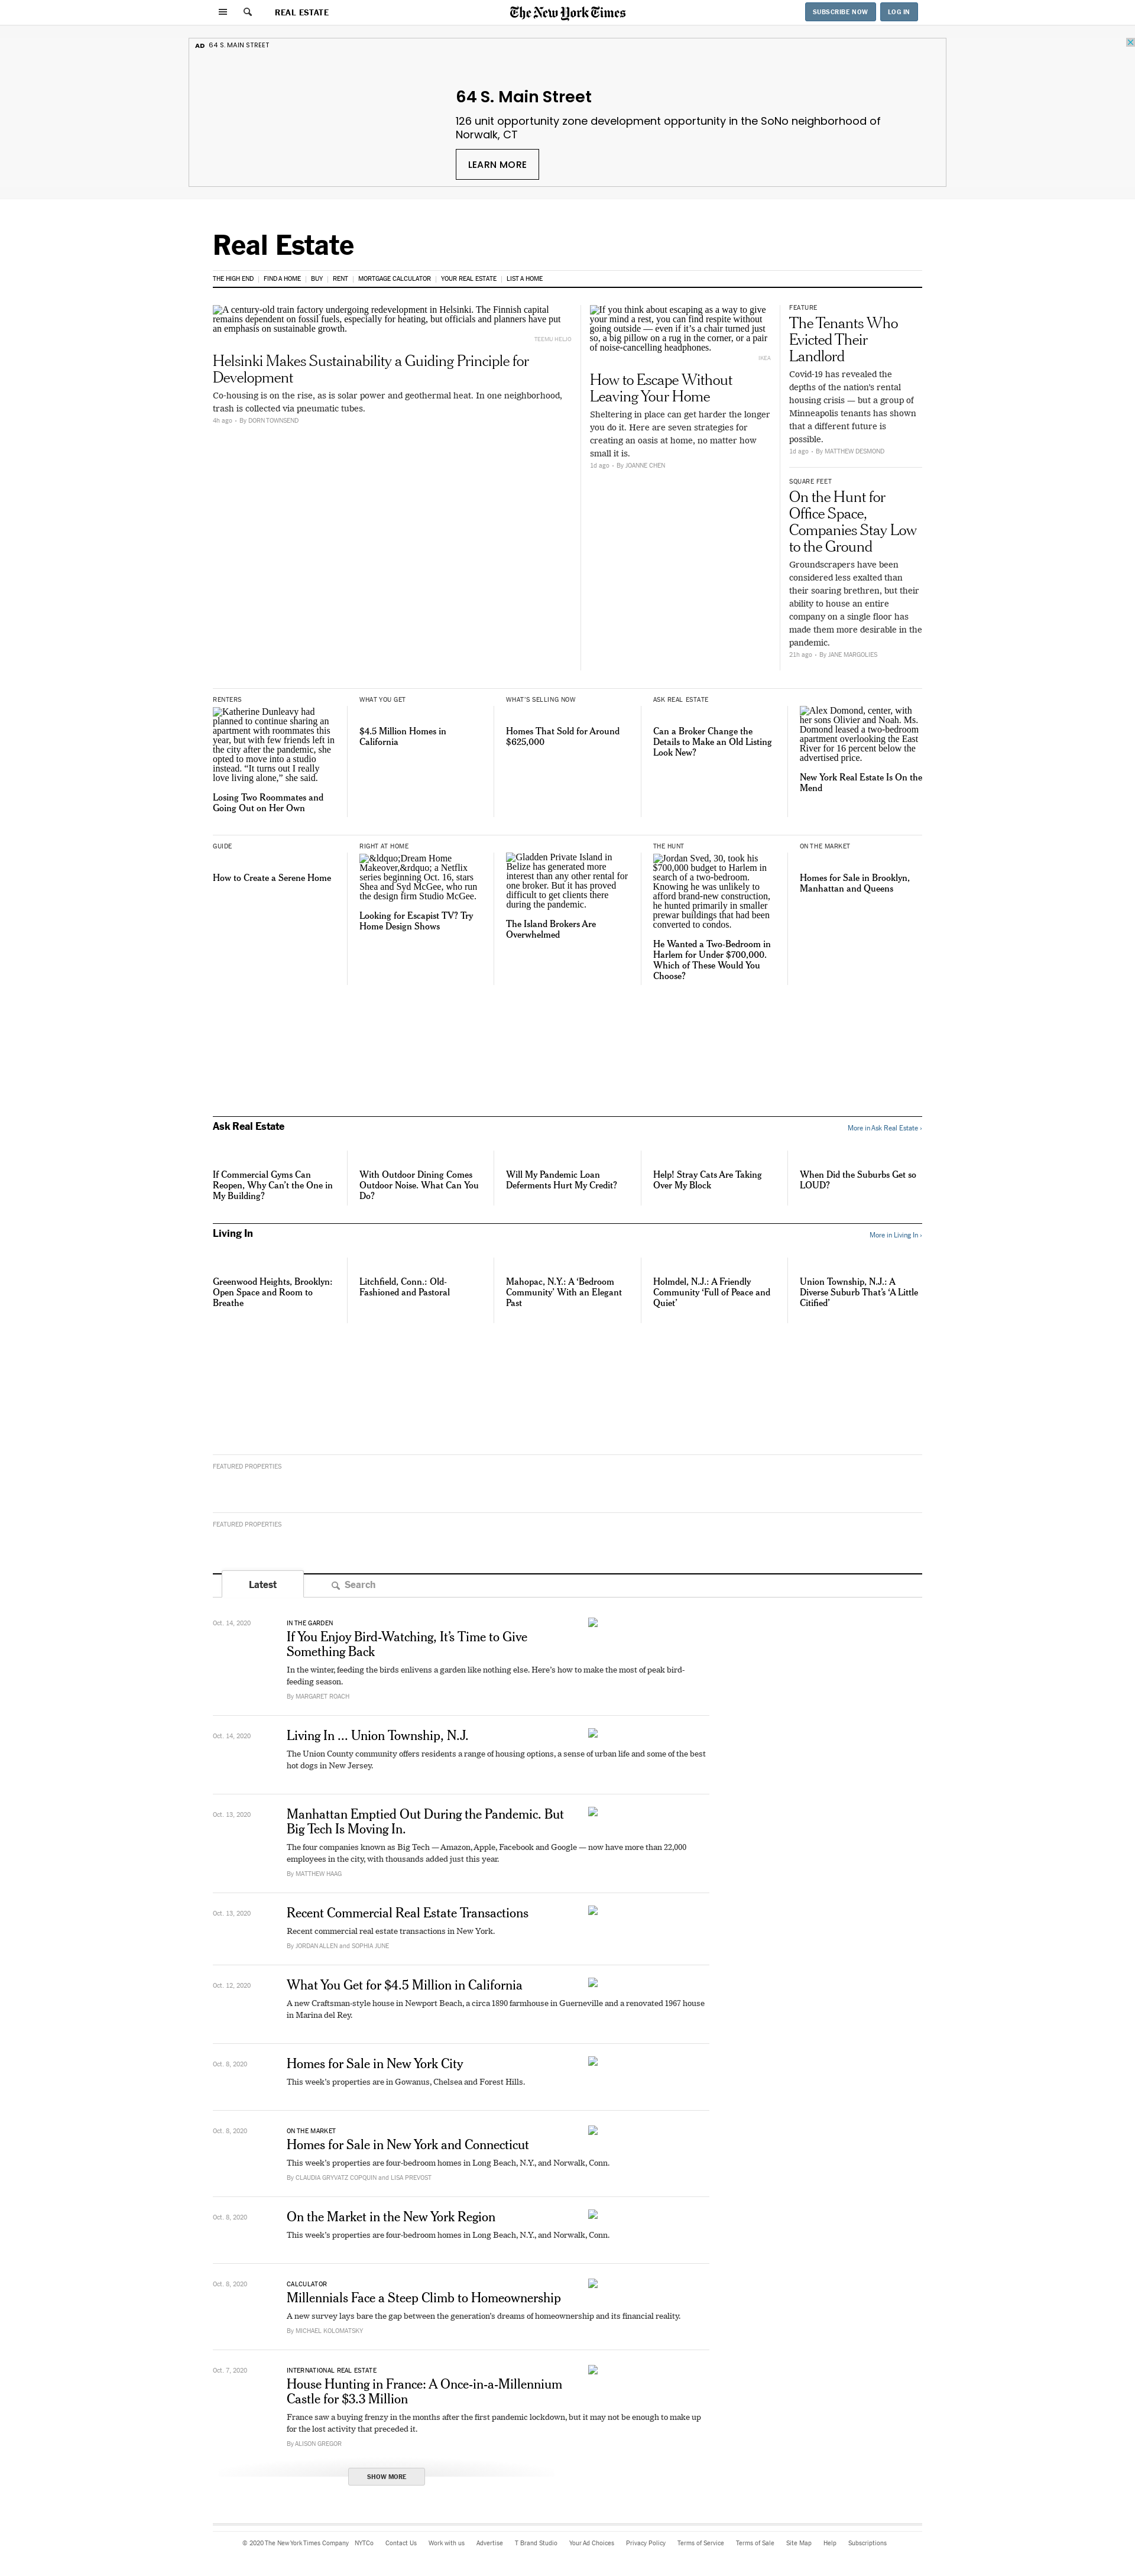 REAL ESTATE
The New York Times
SUBSCRIBE NOW
LOG IN
AD 64 S. MAIN STREET
64 S. Main Street
126 unit opportunity zone development opportunity in the SoNo neighborhood of
Norwalk, CT
LEARN MORE
Real Estate
THE HIGH END | FIND A HOME | BUY | RENT | MORTGAGE CALCULATOR | YOUR REAL ESTATE | LIST A HOME
A century-old train factory undergoing redevelopment in Helsinki. The Finnish capital
remains dependent on fossil fuels, especially for heating, but officials and planners have put
an emphasis on sustainable growth.
TEEMU HELJO
Helsinki Makes Sustainability a Guiding Principle for
Development
Co-housing is on the rise, as is solar power and geothermal heat. In one neighborhood,
trash is collected via pneumatic tubes.
4h ago - By DORN TOWNSEND
If you think about escaping as a way to give
your mind a rest, you can find respite without
going outside — even if it’s a chair turned just
so, a big pillow on a rug in the corner, or a pair
of noise-cancelling headphones.
IKEA
How to Escape Without
Leaving Your Home
Sheltering in place can get harder the longer
you do it. Here are seven strategies for
creating an oasis at home, no matter how
small it is.
1d ago - By JOANNE CHEN
FEATURE
The Tenants Who
Evicted Their
Landlord
Covid-19 has revealed the
depths of the nation’s rental
housing crisis — but a group of
Minneapolis tenants has shown
that a different future is
possible.
1d ago - By MATTHEW DESMOND
SQUARE FEET
On the Hunt for
Office Space,
Companies Stay Low
to the Ground
Groundscrapers have been
considered less exalted than
their soaring brethren, but their
ability to house an entire
company on a single floor has
made them more desirable in the
pandemic.
21h ago - By JANE MARGOLIES
RENTERS
Katherine Dunleavy had
planned to continue sharing an
apartment with roommates this
year, but with few friends left in
the city after the pandemic, she
opted to move into a studio
instead. “It turns out I really
love living alone,” she said.
Losing Two Roommates and
Going Out on Her Own
WHAT YOU GET
$4.5 Million Homes in
California
WHAT’S SELLING NOW
Homes That Sold for Around
$625,000
ASK REAL ESTATE
Can a Broker Change the
Details to Make an Old Listing
Look New?
Alex Domond, center, with
her sons Olivier and Noah. Ms.
Domond leased a two-bedroom
apartment overlooking the East
River for 16 percent below the
advertised price.
New York Real Estate Is On the
Mend
GUIDE
How to Create a Serene Home
RIGHT AT HOME
&ldquo;Dream Home
Makeover,&rdquo; a Netflix
series beginning Oct. 16, stars
Shea and Syd McGee, who run
the design firm Studio McGee.
Looking for Escapist TV? Try
Home Design Shows
Gladden Private Island in
Belize has generated more
interest than any other rental for
one broker. But it has proved
difficult to get clients there
during the pandemic.
The Island Brokers Are
Overwhelmed
THE HUNT
Jordan Sved, 30, took his
$700,000 budget to Harlem in
search of a two-bedroom.
Knowing he was unlikely to
afford brand-new construction,
he hunted primarily in smaller
prewar buildings that had been
converted to condos.
He Wanted a Two-Bedroom in
Harlem for Under $700,000.
Which of These Would You
Choose?
ON THE MARKET
Homes for Sale in Brooklyn,
Manhattan and Queens
Ask Real Estate
More in Ask Real Estate ›
If Commercial Gyms Can
Reopen, Why Can’t the One in
My Building?
With Outdoor Dining Comes
Outdoor Noise. What Can You
Do?
Will My Pandemic Loan
Deferments Hurt My Credit?
Help! Stray Cats Are Taking
Over My Block
When Did the Suburbs Get so
LOUD?
Living In
More in Living In ›
Greenwood Heights, Brooklyn:
Open Space and Room to
Breathe
Litchfield, Conn.: Old-
Fashioned and Pastoral
Mahopac, N.Y.: A ‘Bedroom
Community’ With an Elegant
Past
Holmdel, N.J.: A Friendly
Community ‘Full of Peace and
Quiet’
Union Township, N.J.: A
Diverse Suburb That’s ‘A Little
Citified’
FEATURED PROPERTIES
FEATURED PROPERTIES
Latest
Search
Oct. 14, 2020
IN THE GARDEN
If You Enjoy Bird-Watching, It’s Time to Give
Something Back
In the winter, feeding the birds enlivens a garden like nothing else. Here’s how to make the most of peak bird-
feeding season.
By MARGARET ROACH
Oct. 14, 2020
Living In ... Union Township, N.J.
The Union County community offers residents a range of housing options, a sense of urban life and some of the best
hot dogs in New Jersey.
Oct. 13, 2020
Manhattan Emptied Out During the Pandemic. But
Big Tech Is Moving In.
The four companies known as Big Tech — Amazon, Apple, Facebook and Google — now have more than 22,000
employees in the city, with thousands added just this year.
By MATTHEW HAAG
Oct. 13, 2020
Recent Commercial Real Estate Transactions
Recent commercial real estate transactions in New York.
By JORDAN ALLEN and SOPHIA JUNE
Oct. 12, 2020
What You Get for $4.5 Million in California
A new Craftsman-style house in Newport Beach, a circa 1890 farmhouse in Guerneville and a renovated 1967 house
in Marina del Rey.
Oct. 8, 2020
Homes for Sale in New York City
This week’s properties are in Gowanus, Chelsea and Forest Hills.
Oct. 8, 2020
ON THE MARKET
Homes for Sale in New York and Connecticut
This week’s properties are four-bedroom homes in Long Beach, N.Y., and Norwalk, Conn.
By CLAUDIA GRYVATZ COPQUIN and LISA PREVOST
Oct. 8, 2020
On the Market in the New York Region
This week’s properties are four-bedroom homes in Long Beach, N.Y., and Norwalk, Conn.
Oct. 8, 2020
CALCULATOR
Millennials Face a Steep Climb to Homeownership
A new survey lays bare the gap between the generation’s dreams of homeownership and its financial reality.
By MICHAEL KOLOMATSKY
Oct. 7, 2020
INTERNATIONAL REAL ESTATE
House Hunting in France: A Once-in-a-Millennium
Castle for $3.3 Million
France saw a buying frenzy in the months after the first pandemic lockdown, but it may not be enough to make up
for the lost activity that preceded it.
By ALISON GREGOR
SHOW MORE
© 2020 The New York Times Company NYTCo Contact Us Work with us Advertise T Brand Studio Your Ad Choices Privacy Policy Terms of Service Terms of Sale Site Map Help Subscriptions